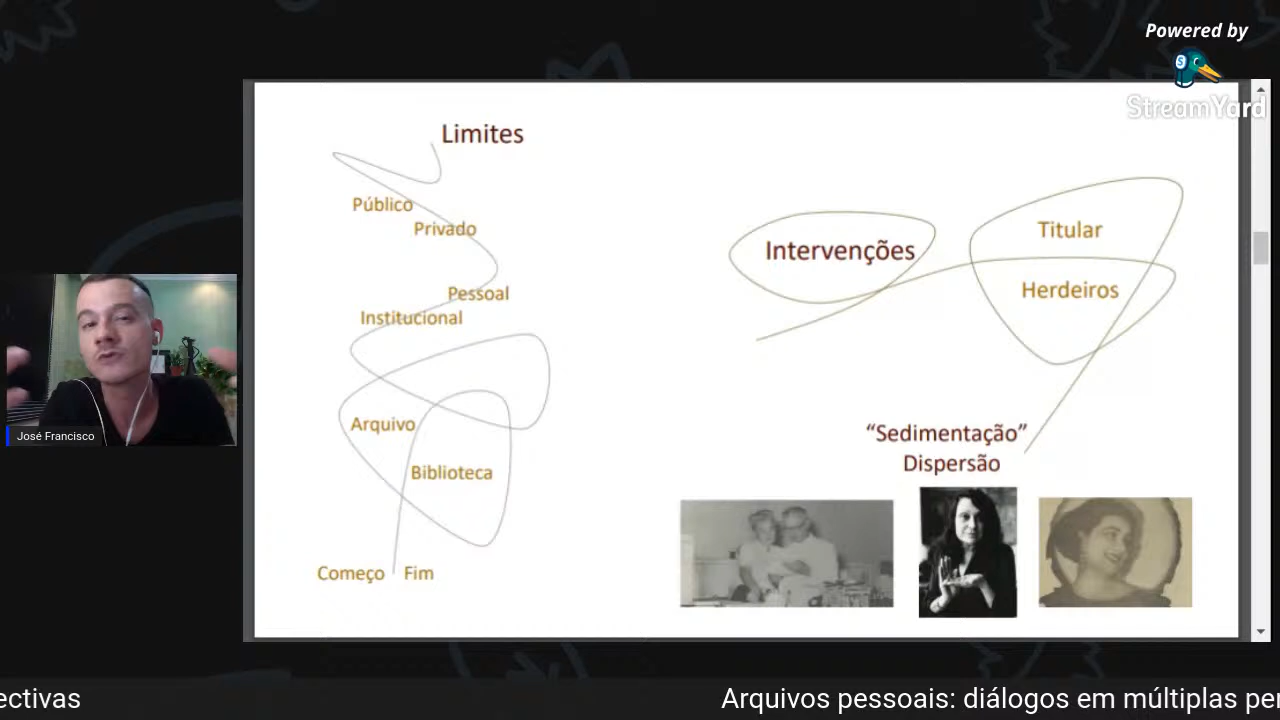 Powered by
StreamYard
Limites
Público
Privado
Pessoal
Institucional
Arquivo
Biblioteca
Começo Fim
Intervenções
Titular
Herdeiros
“Sedimentação”
Dispersão
José Francisco
ectivas
Arquivos pessoais: diálogos em múltiplas per